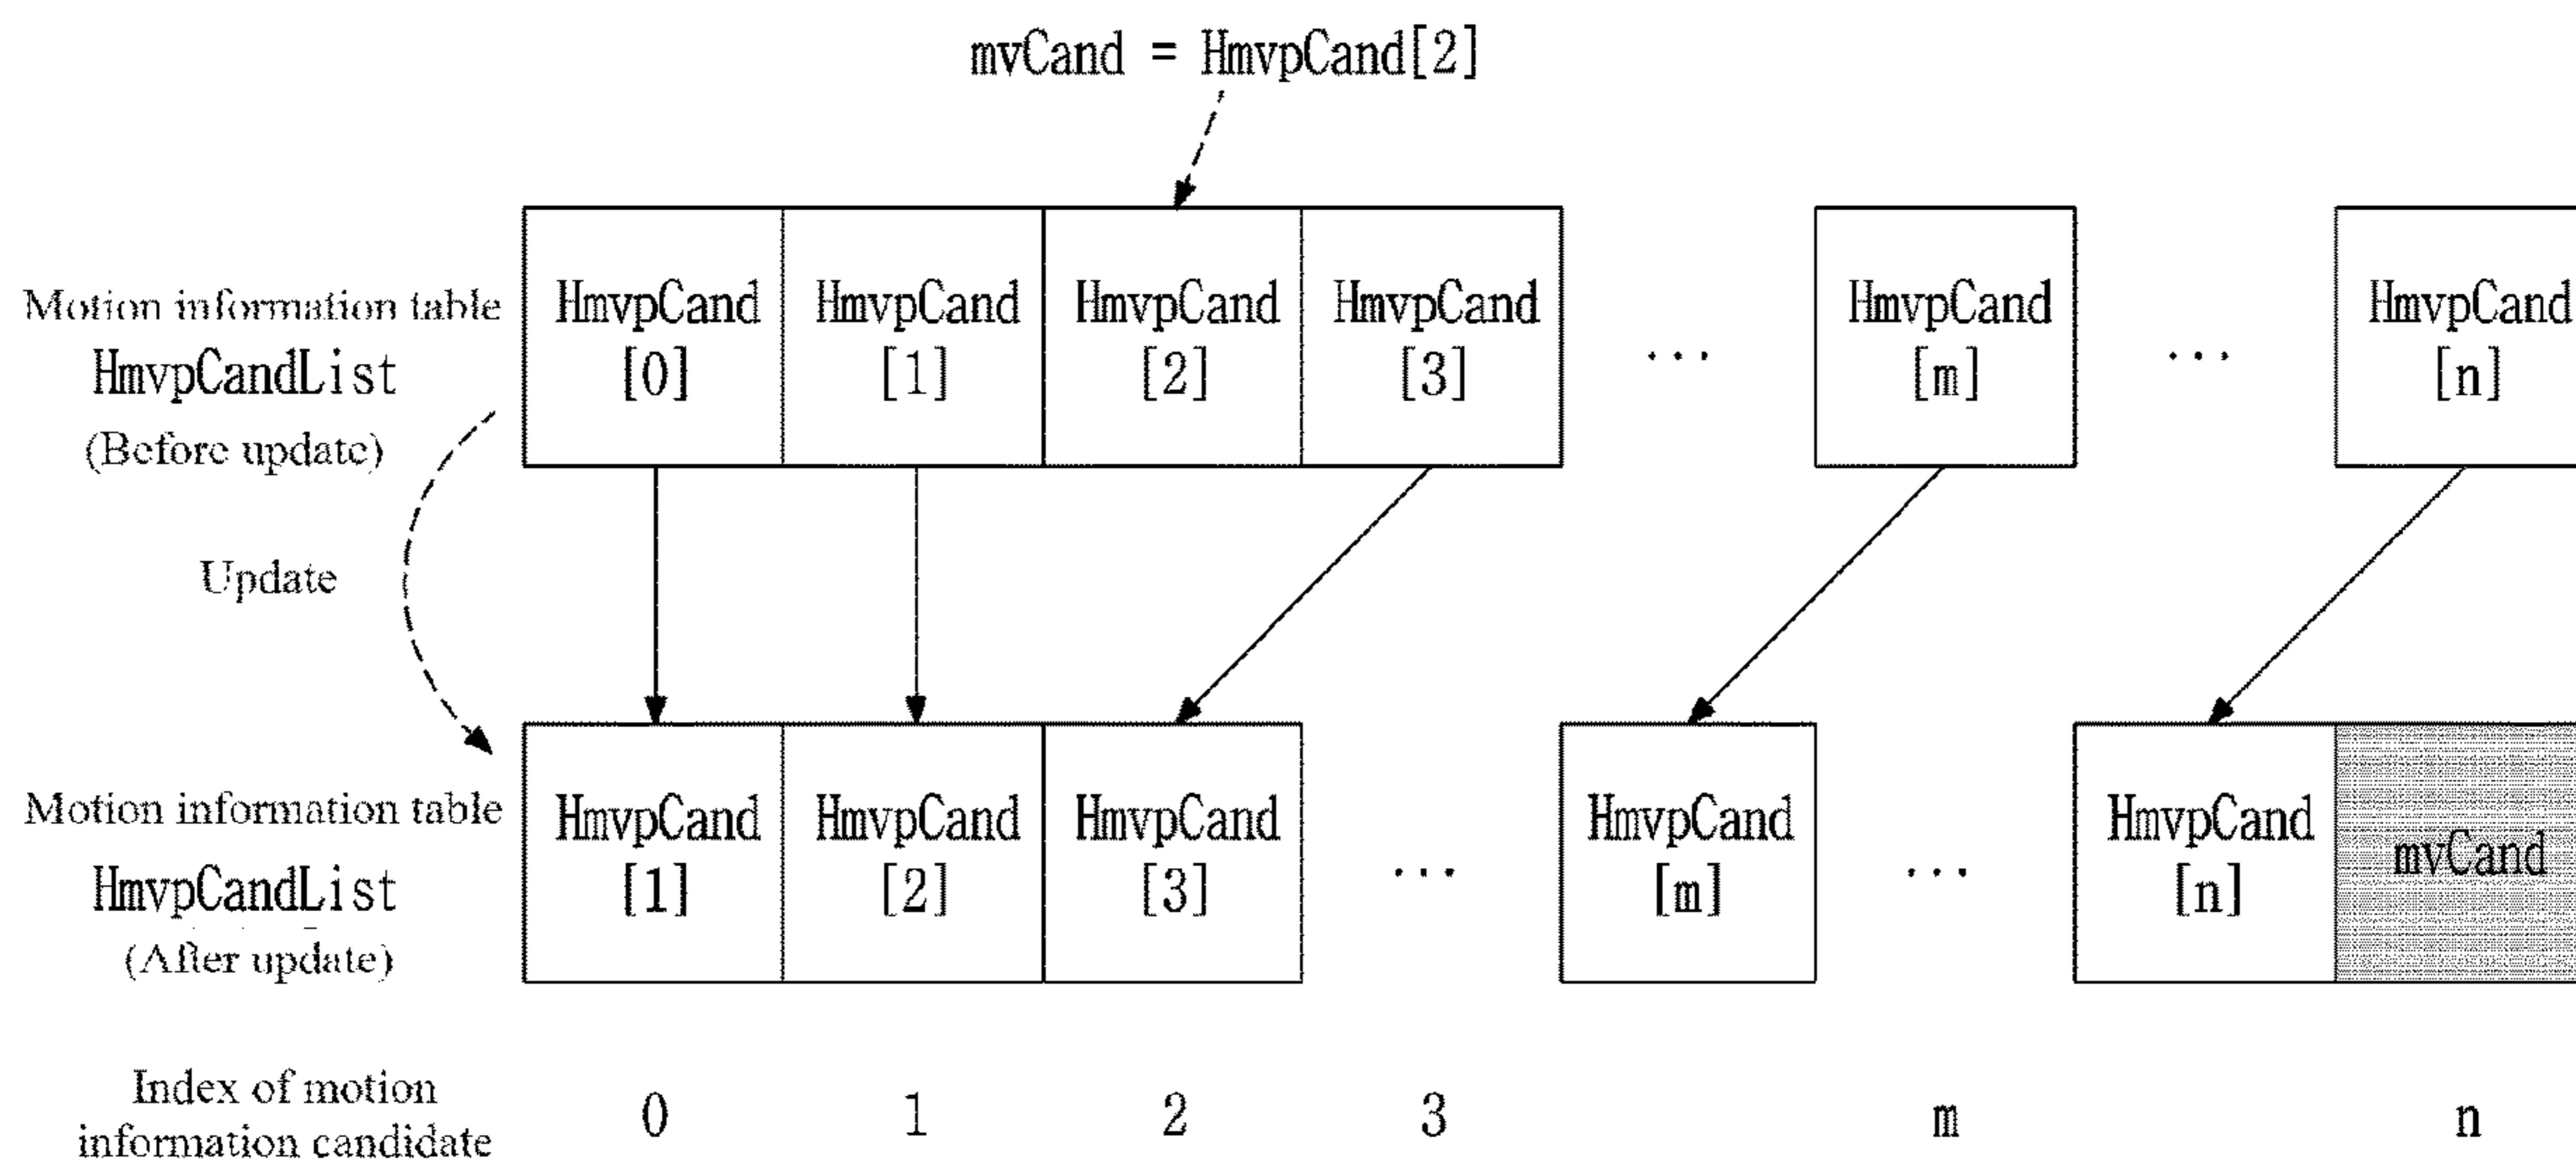 mvCand = HmvpCand[2]
Motion information table
HmvpCandList
(Before update)
HmvpCand
[0]
HmvpCand
[1]
HmvpCand
[2]
HmvpCand
[3]
...
HmvpCand
[m]
...
HmvpCand
[n]
Update
Motion information table
HmvpCandList
(After update)
HmvpCand
[1]
HmvpCand
[2]
HmvpCand
[3]
...
HmvpCand
[m]
...
HmvpCand
[n]
mvCand
Index of motion
information candidate
0 1 2 3 m n